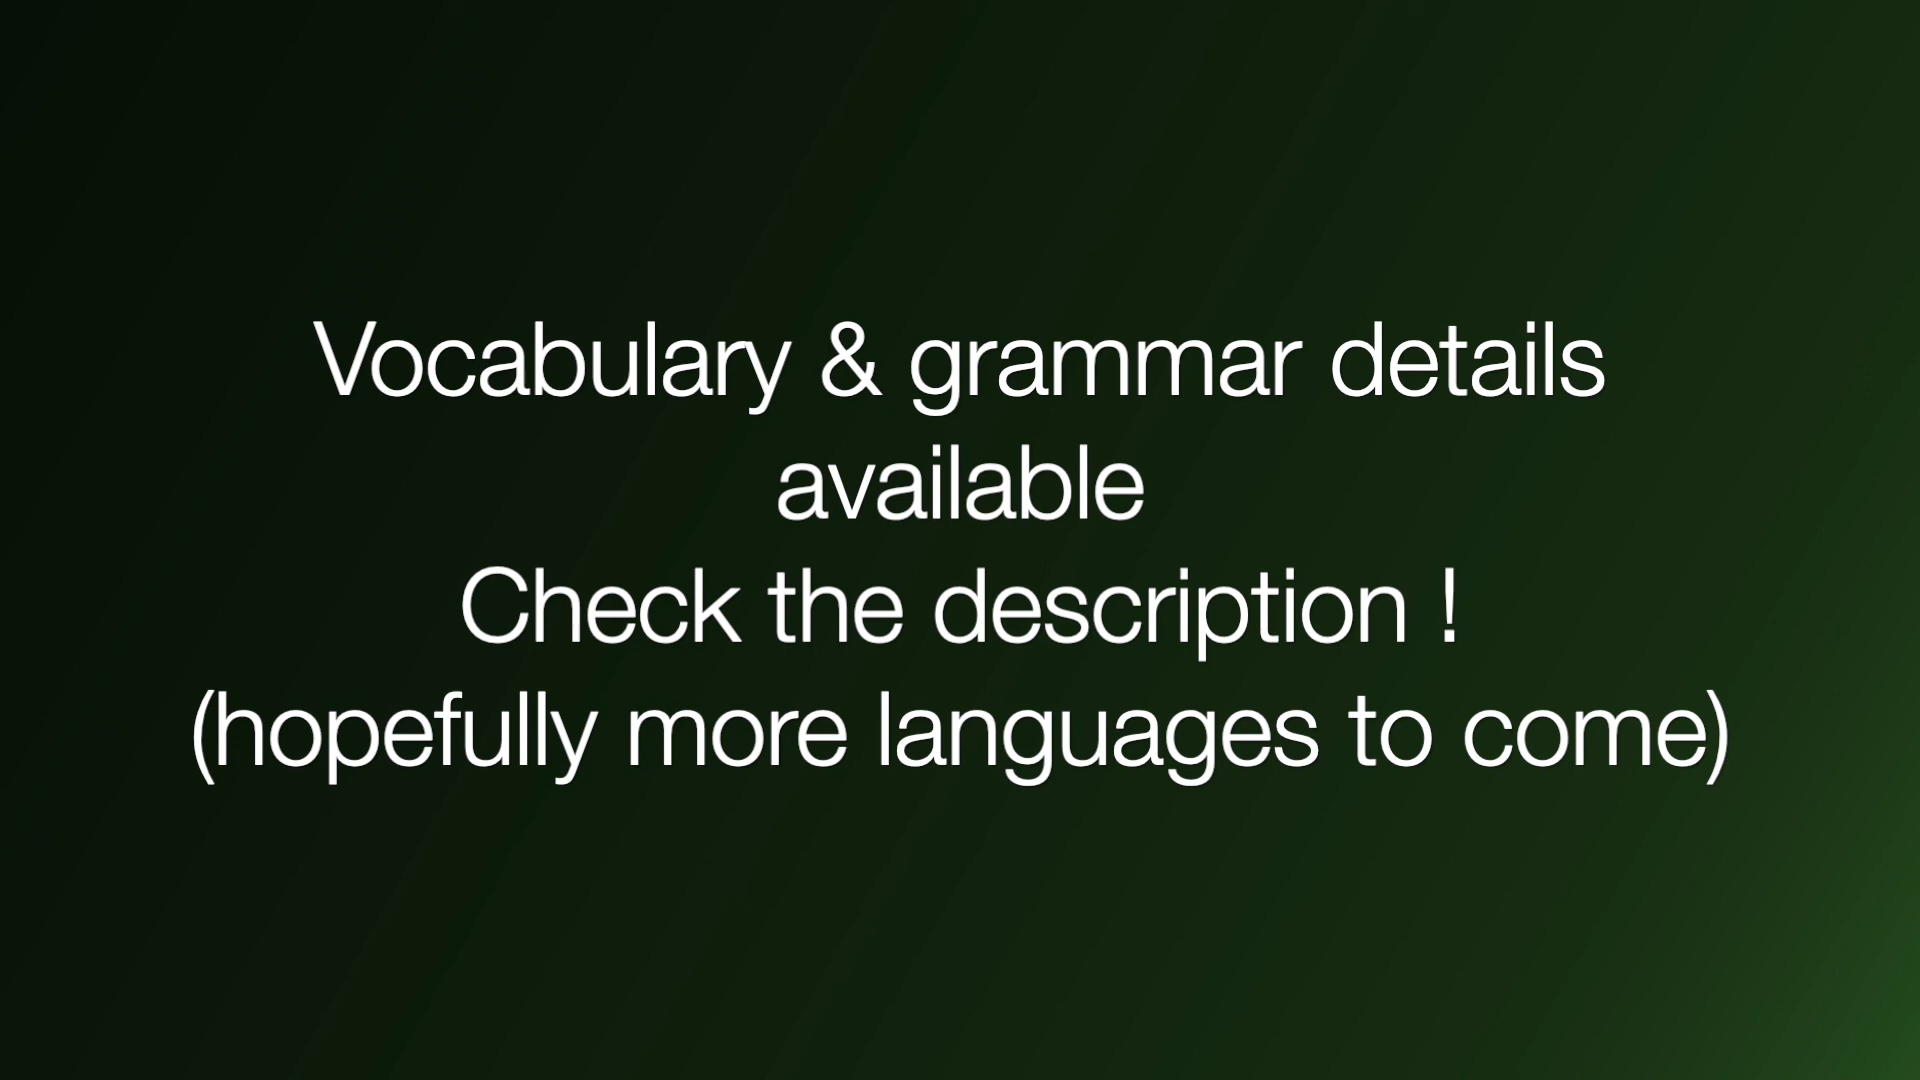 Vocabulary & grammar details
available
Check the description !
(hopefully more languages to come)